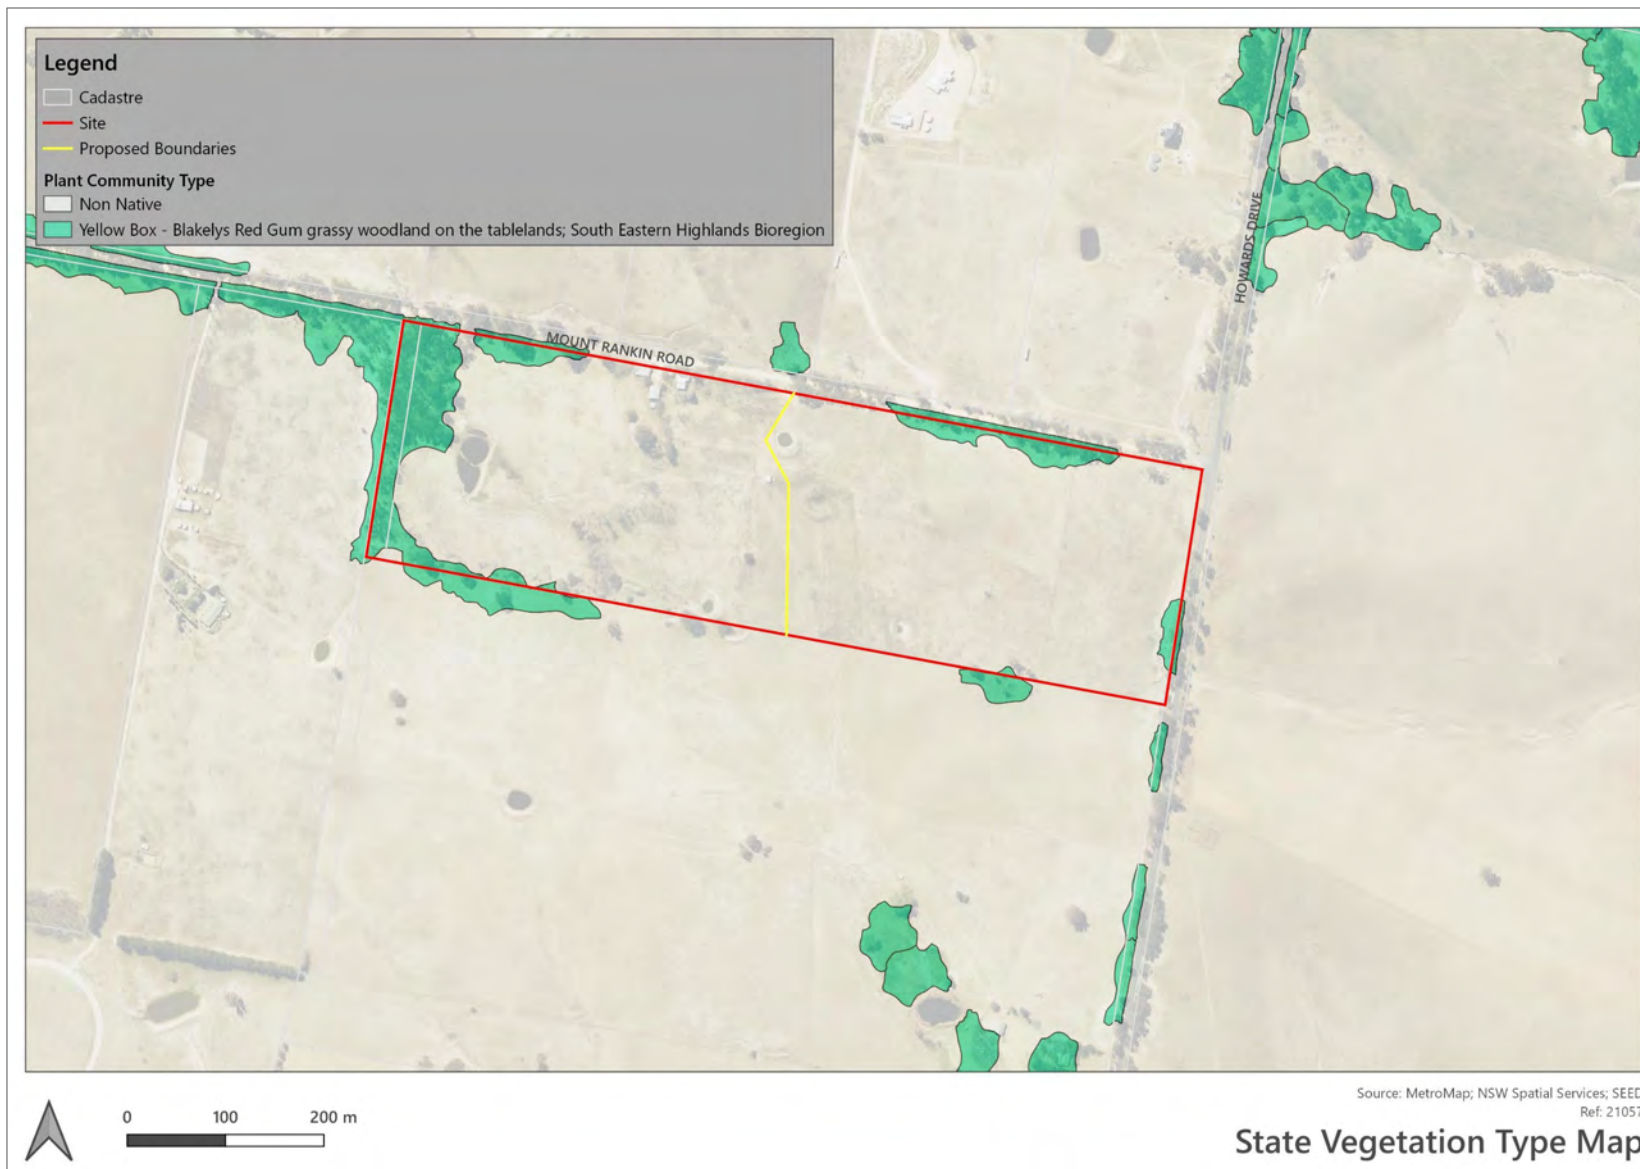 Legend
Cadastre
Site
Proposed Boundaries
Plant Community Type
Non Native
Yellow Box - Blakelys Red Gum grassy woodland on the tablelands; South Eastern Highlands Bioregion
HOWARDS DRIVE
MOUNT RANKIN ROAD
0 100 200 m
Source: MetroMap; NSW Spatial Services; SEED
Ref: 21057
State Vegetation Type Map